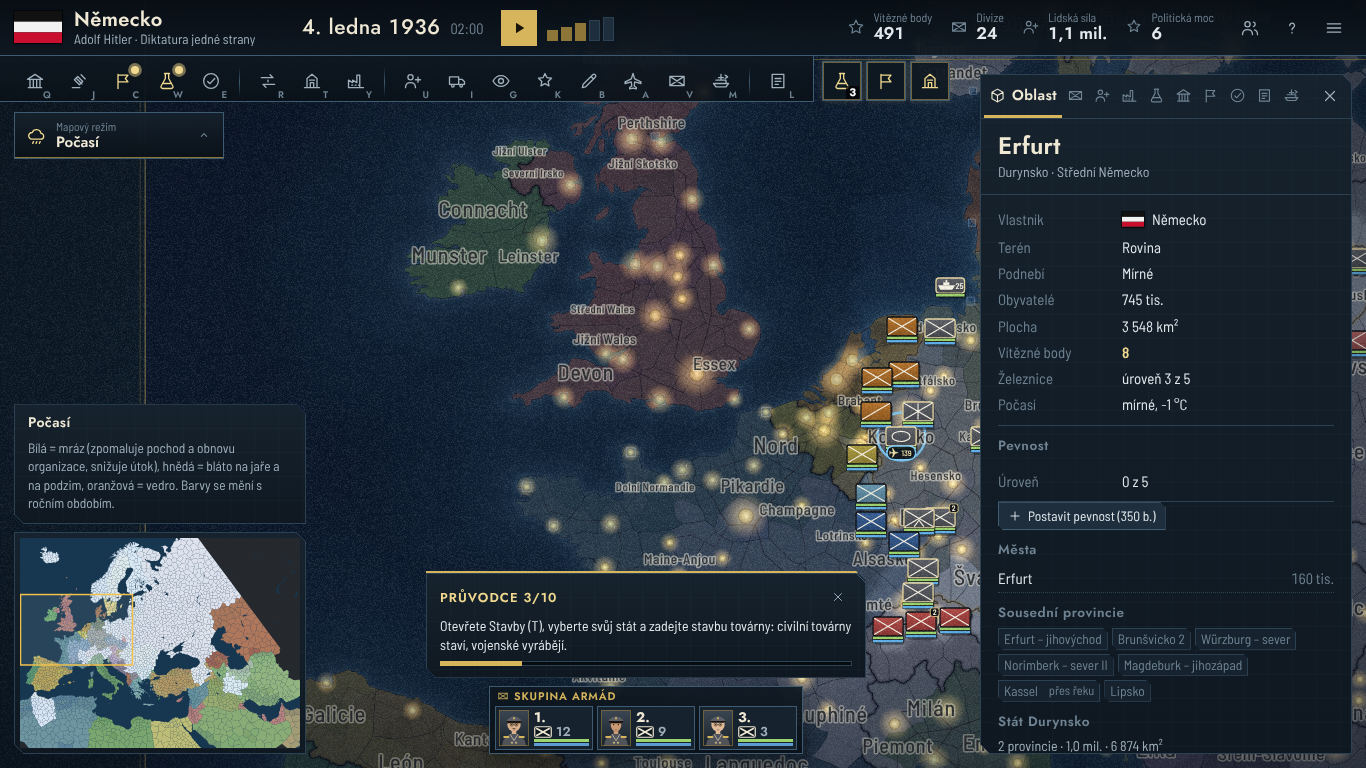 Německo
Adolf Hitler · Diktatura jedné strany
4. ledna 1936 02:00
Vítězné body
491
Divize
24
Lidská síla
1,1 mil.
Politická moc
6
?
Q
J
C
W
E
R
T
Y
U
I
O
K
B
A
V
M
L
3
Mapový režim
Počasí
Perthshire
Jižní Ulster
Jižní Skotsko
Severní Irsko
Connacht
Munster
Leinster
Střední Wales
Jižní Wales
Devon
Essex
Nord
Dolní Normandie
Pikardie
Champagne
Maine-Anjou
Hesensko
25
139
2
2
Galicie
León
Toulouse
Languedoc
Milán
Piemont
Oblast
Erfurt
Durynsko · Střední Německo
Vlastník Německo
Terén Rovina
Podnebí Mírné
Obyvatelé 745 tis.
Plocha 3 548 km²
Vítězné body 8
Železnice úroveň 3 z 5
Počasí mírné, -1 °C
Pevnost
Úroveň 0 z 5
+ Postavit pevnost (350 b.)
Města
Erfurt 160 tis.
Sousední provincie
Erfurt – jihovýchod
Brunšvicko 2
Würzburg – sever
Norimberk – sever II
Magdeburk – jihozápad
Kassel přes řeku
Lipsko
Stát Durynsko
2 provincie · 1,0 mil. · 6 874 km²
Počasí
Bílá = mráz (zpomaluje pochod a obnovu
organizace, snižuje útok), hnědá = bláto na jaře a
na podzim, oranžová = vedro. Barvy se mění s
ročním obdobím.
PRŮVODCE 3/10
Otevřete Stavby (T), vyberte svůj stát a zadejte stavbu továrny: civilní továrny
staví, vojenské vyrábějí.
SKUPINA ARMÁD
1.
12
2.
9
3.
3